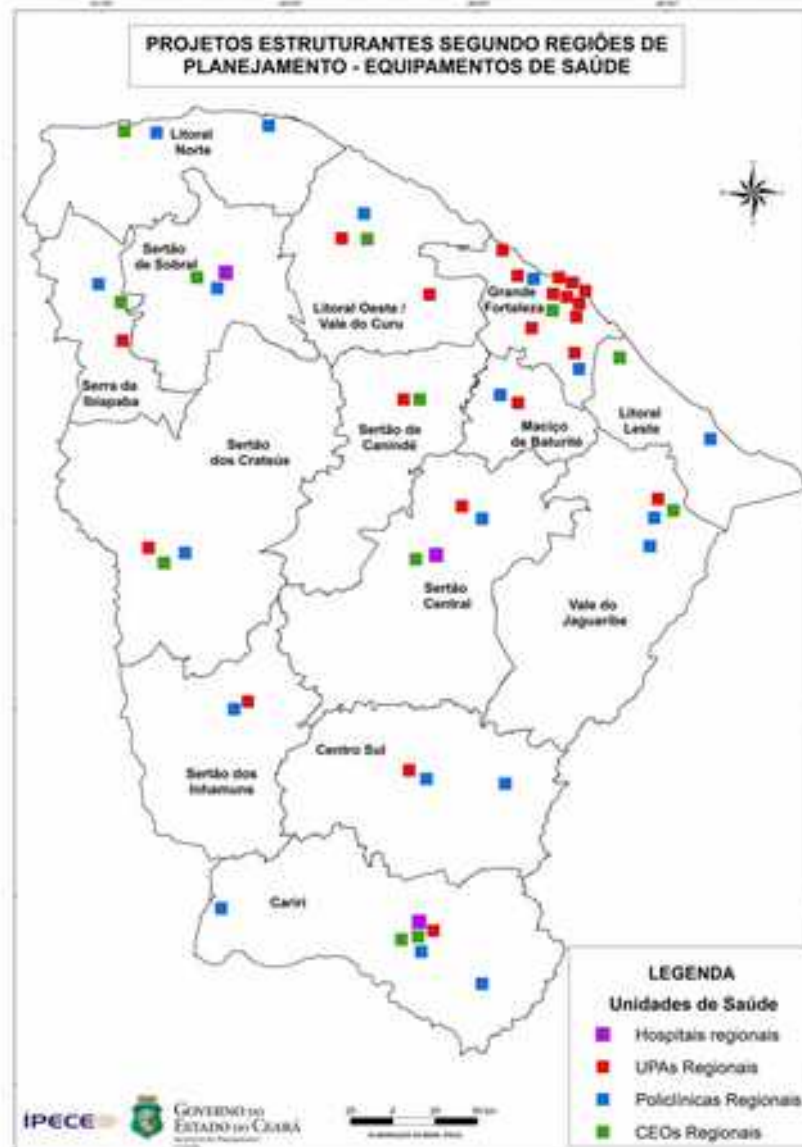 PROJETOS ESTRUTURANTES SEGUNDO REGIÕES DE
PLANEJAMENTO - EQUIPAMENTOS DE SAÚDE
Litoral
Norte
Sertão
de Sobral
Litoral Oeste /
Vale do Curu
Grande
Fortaleza
Serra da
Ibiapaba
Sertão
dos Crateús
Sertão de
Canindé
Maciço
de Baturité
Litoral
Leste
Sertão
Central
Vale do
Jaguaribe
Sertão dos
Inhamuns
Centro Sul
Cariri
LEGENDA
Unidades de Saúde
Hospitais regionais
UPAs Regionais
Policlínicas Regionais
CEOs Regionais
IPECE
GOVERNO DO
ESTADO DO CEARÁ